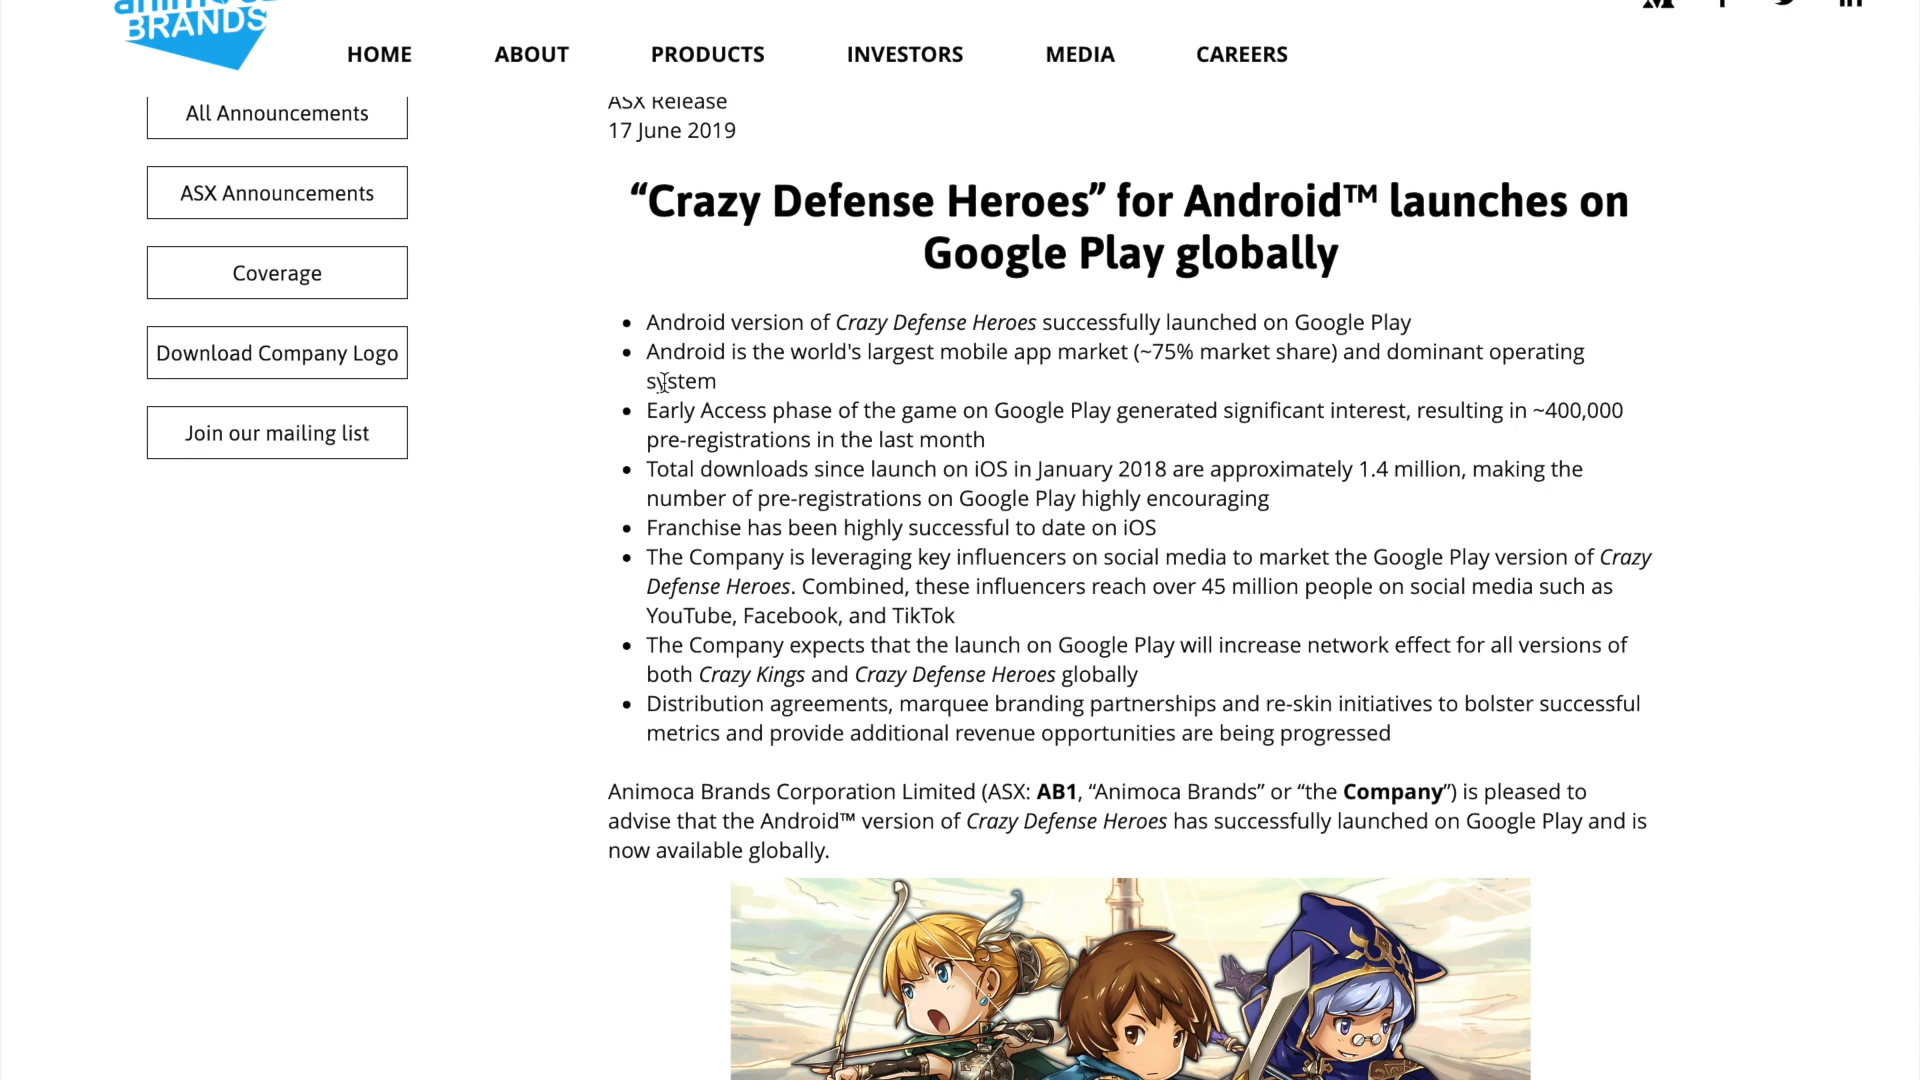 BRANDS
HOME
ABOUT
PRODUCTS
INVESTORS
MEDIA
CAREERS
All Announcements
ASX Announcements
Coverage
Download Company Logo
Join our mailing list
ASX Release
17 June 2019
“Crazy Defense Heroes” for Android™ launches on
Google Play globally
• Android version of Crazy Defense Heroes successfully launched on Google Play
• Android is the world's largest mobile app market (~75% market share) and dominant operating
system
• Early Access phase of the game on Google Play generated significant interest, resulting in ~400,000
pre-registrations in the last month
• Total downloads since launch on iOS in January 2018 are approximately 1.4 million, making the
number of pre-registrations on Google Play highly encouraging
• Franchise has been highly successful to date on iOS
• The Company is leveraging key influencers on social media to market the Google Play version of Crazy
Defense Heroes. Combined, these influencers reach over 45 million people on social media such as
YouTube, Facebook, and TikTok
• The Company expects that the launch on Google Play will increase network effect for all versions of
both Crazy Kings and Crazy Defense Heroes globally
• Distribution agreements, marquee branding partnerships and re-skin initiatives to bolster successful
metrics and provide additional revenue opportunities are being progressed
Animoca Brands Corporation Limited (ASX: AB1, “Animoca Brands” or “the Company”) is pleased to
advise that the Android™ version of Crazy Defense Heroes has successfully launched on Google Play and is
now available globally.